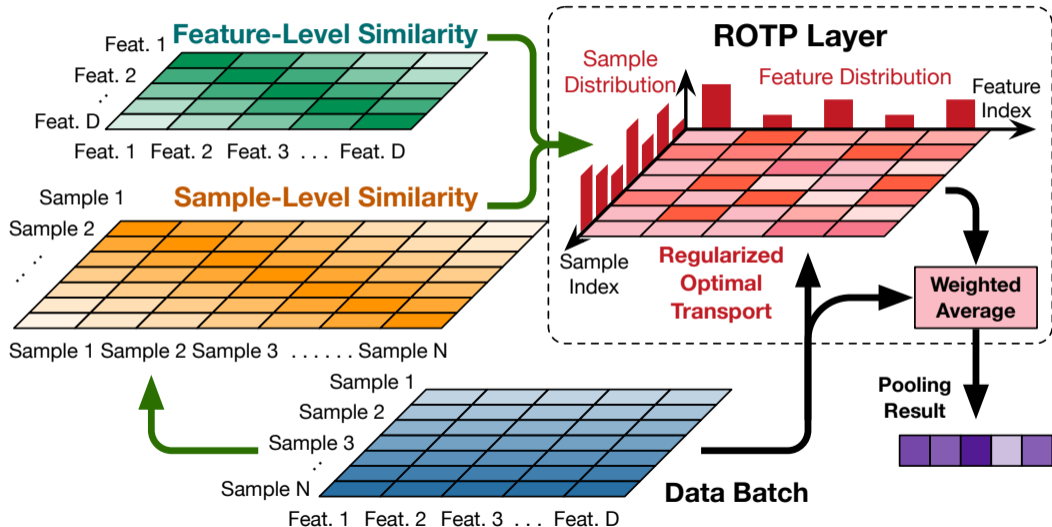 Feature-Level Similarity
Feat. 1
Feat. 2
. .
Feat. D
Feat. 1 Feat. 2 Feat. 3 . . . Feat. D
Sample-Level Similarity
Sample 1
Sample 2
. . . .
Sample 1 Sample 2 Sample 3 . . . . . . Sample N
ROTP Layer
Sample
Distribution
Feature Distribution
Feature
Index
Sample
Index
Regularized
Optimal
Transport
Weighted
Average
Pooling
Result
Sample 1
Sample 2
Sample 3
. .
Sample N
Feat. 1 Feat. 2 Feat. 3 . . . Feat. D
Data Batch